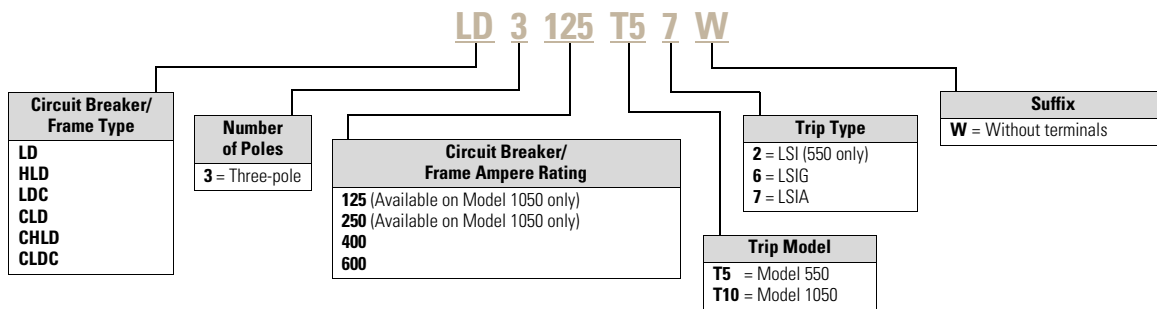 LD 3 125 T5 7 W
Circuit Breaker/
Frame Type
LD
HLD
LDC
CLD
CHLD
CLDC
Number
of Poles
3 = Three-pole
Circuit Breaker/
Frame Ampere Rating
125 (Available on Model 1050 only)
250 (Available on Model 1050 only)
400
600
Trip Model
T5 = Model 550
T10 = Model 1050
Trip Type
2 = LSI (550 only)
6 = LSIG
7 = LSIA
Suffix
W = Without terminals